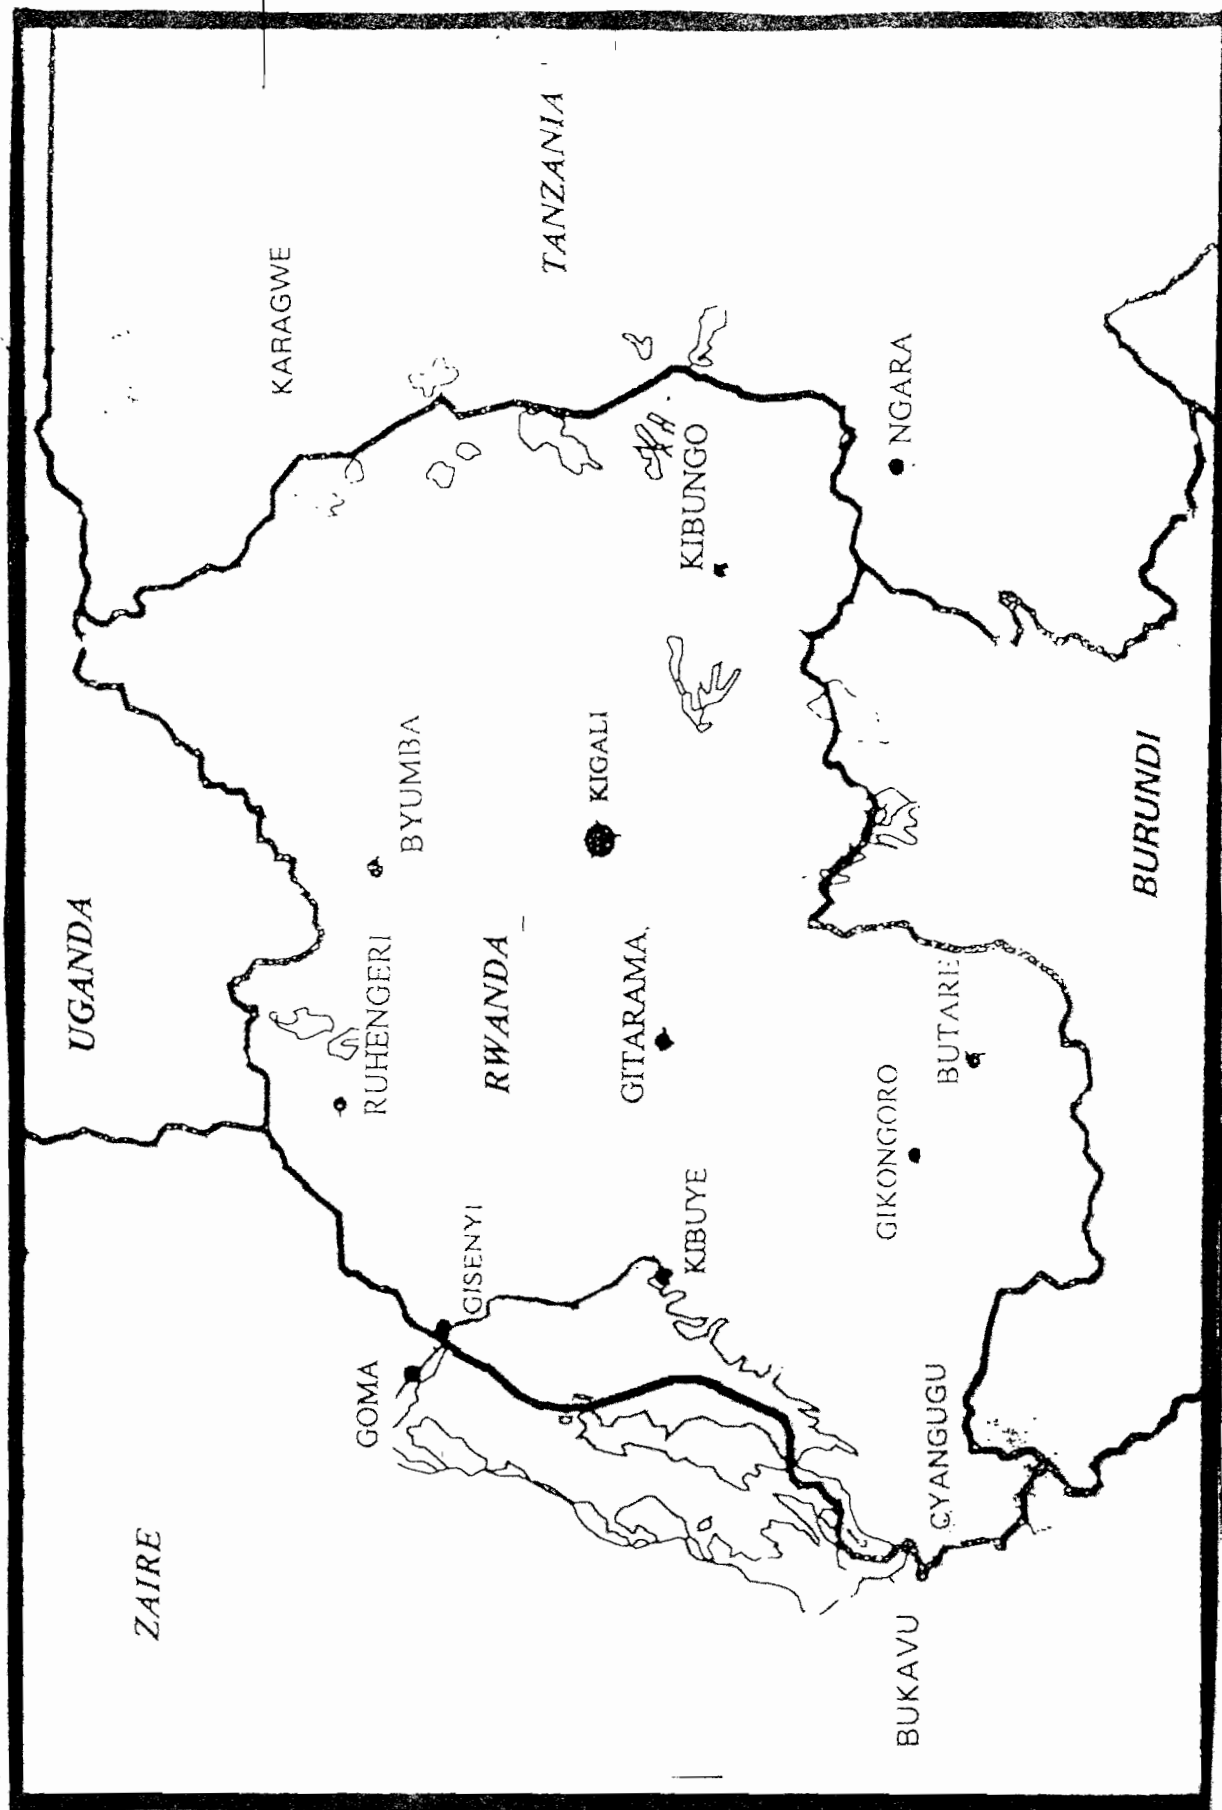 UGANDA
ZAIRE
KARAGWE
BYUMBA
RUHENGERI
GISENYI
GOMA
TANZANIA
RWANDA
KIGALI
GITARAMA
KIBUNGO
KIBUYE
NGARA
BUTARE
GIKONGORO
CYANGUGU
BUKAVU
BURUNDI